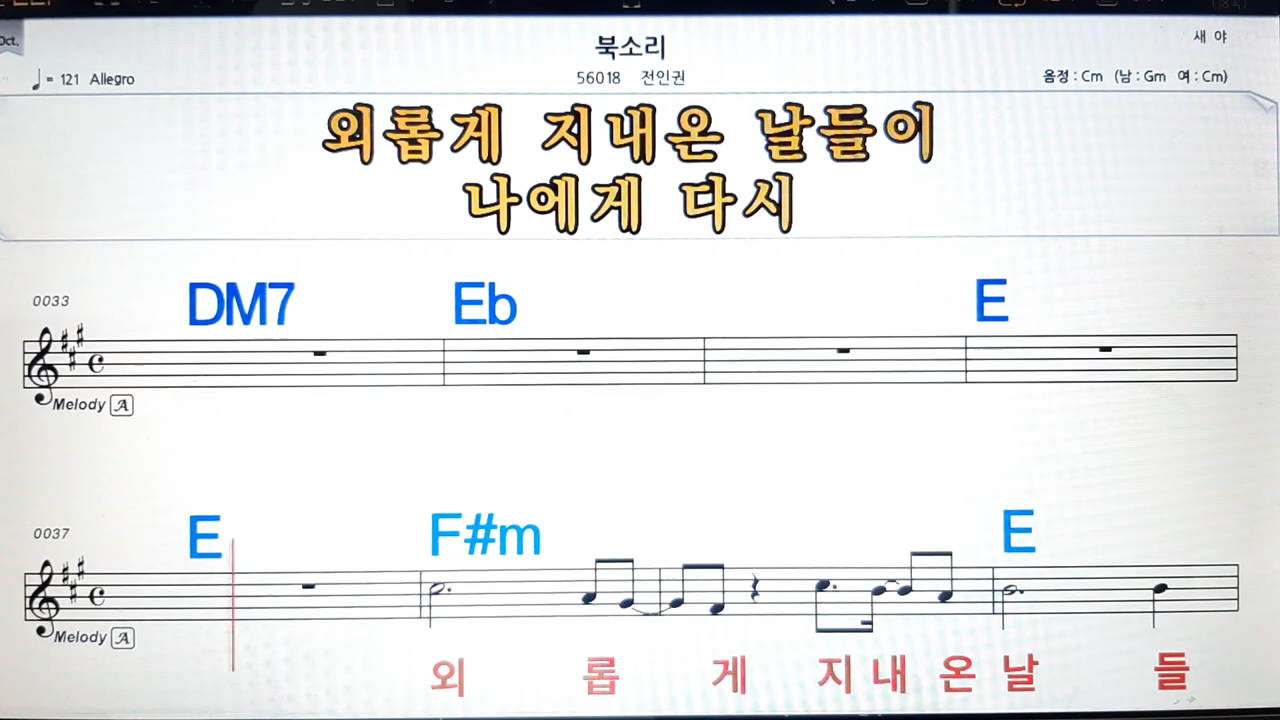 Oct.
북소리
새 야
♩= 121 Allegro
56018 전인권
음정 : Cm (남 : Gm 여 : Cm)
외롭게 지내온 날들이
나에게 다시
0033
DM7 Eb E
Melody A
0037
E F#m E
Melody A
외 롭 게 지 내 온 날 들